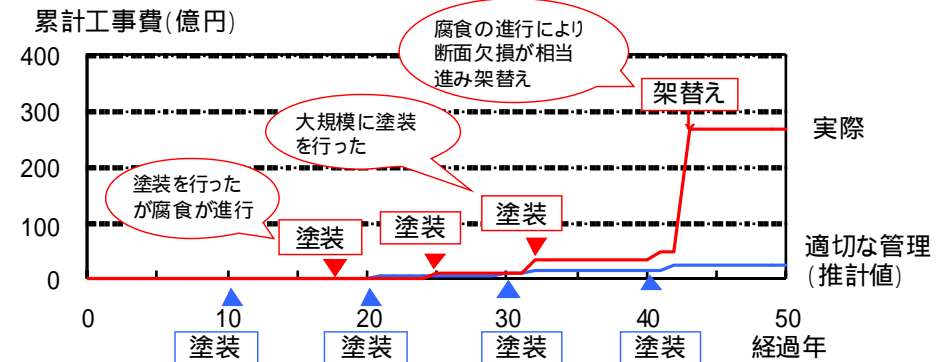 累計工事費(億円)
腐食の進行により
断面欠損が相当
進み架替え
400
架替え
300
大規模に塗装
を行った
実際
200
塗装を行った
が腐食が進行
100
塗装
塗装
塗装
適切な管理
(推計値)
0
0
10
20
30
40
50
塗装
塗装
塗装
塗装
経過年